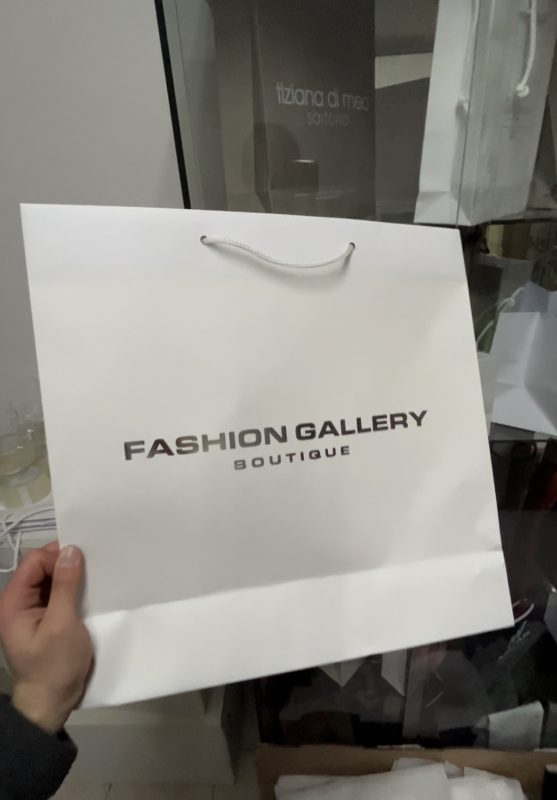 tiziana di meo
sartoria
FASHION GALLERY
BOUTIQUE